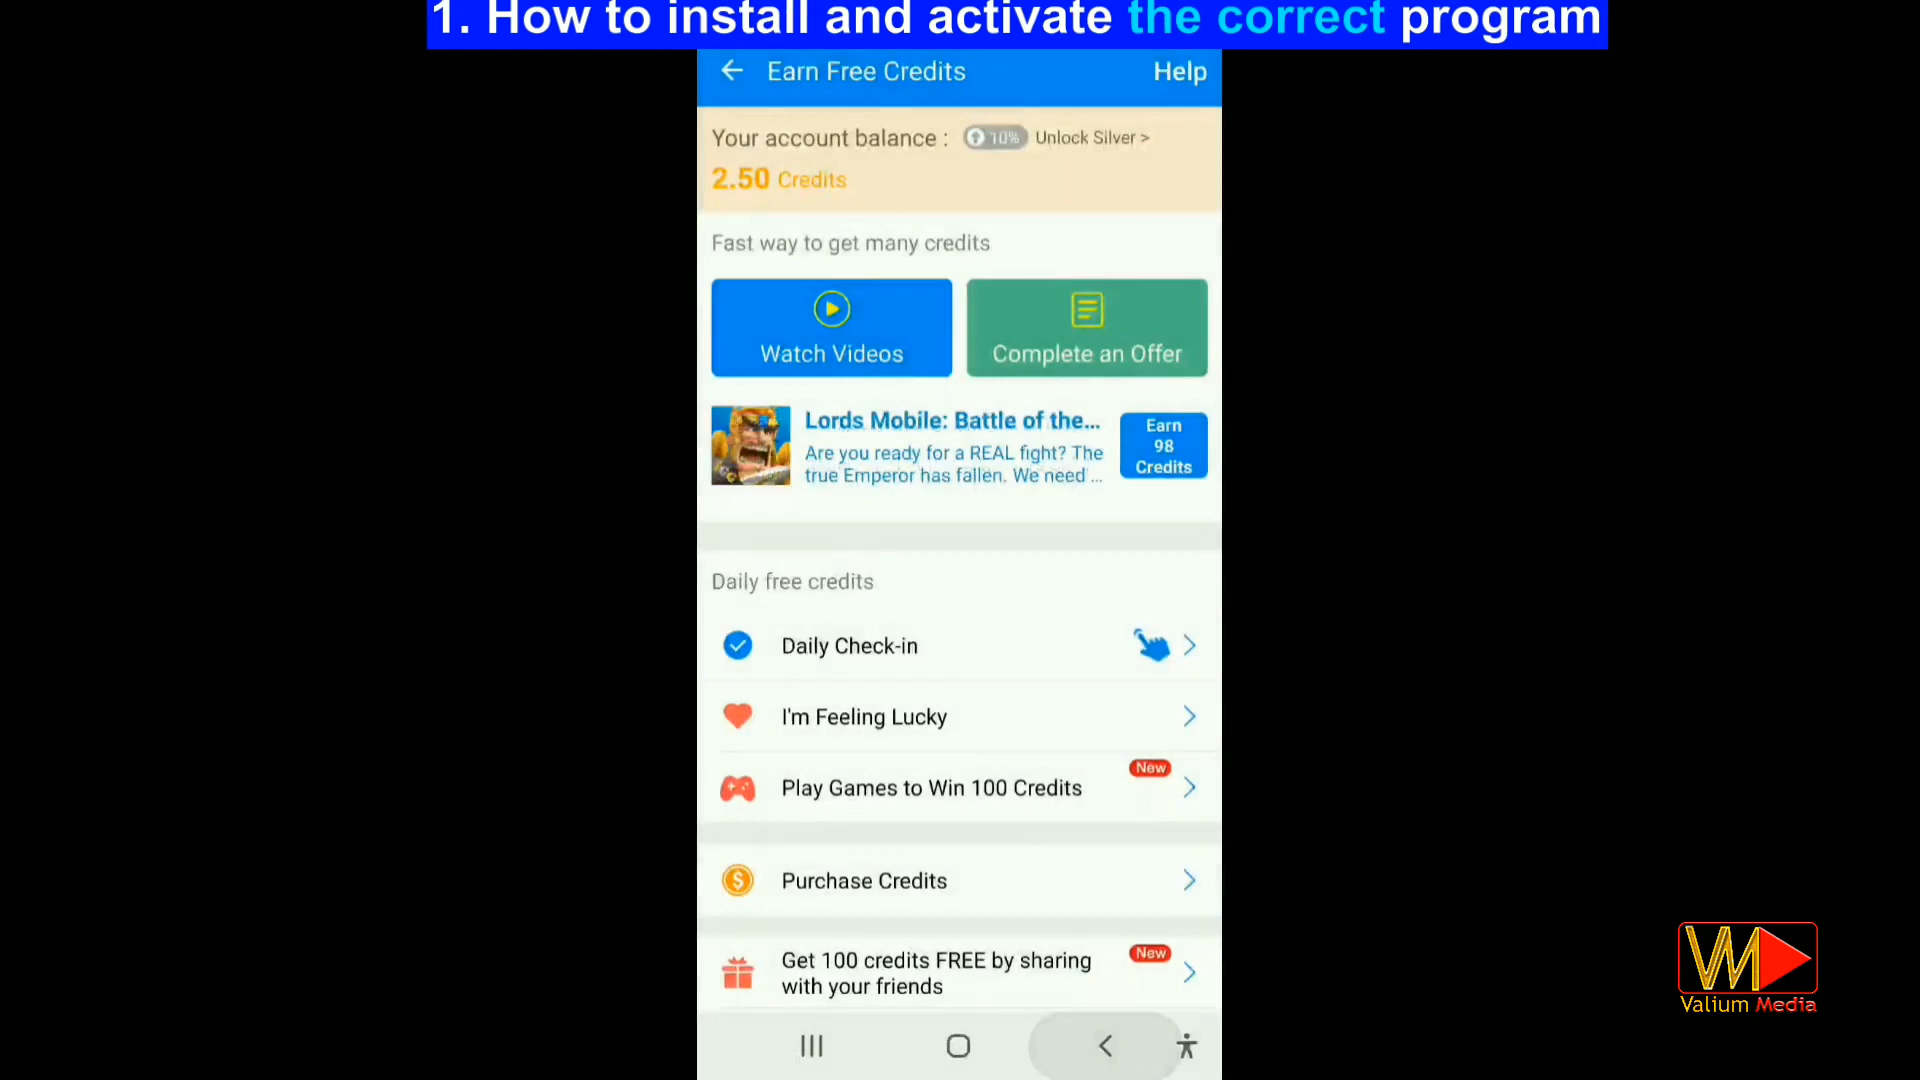 1. How to install and activate the correct program
Earn Free Credits
Help
Your account balance :
10%
Unlock Silver >
2.50 Credits
Fast way to get many credits
Watch Videos
Complete an Offer
Lords Mobile: Battle of the...
Are you ready for a REAL fight? The
true Emperor has fallen. We need ...
Earn
98
Credits
Daily free credits
Daily Check-in
I'm Feeling Lucky
New
Play Games to Win 100 Credits
Purchase Credits
New
Get 100 credits FREE by sharing
with your friends
VM
Valium Media